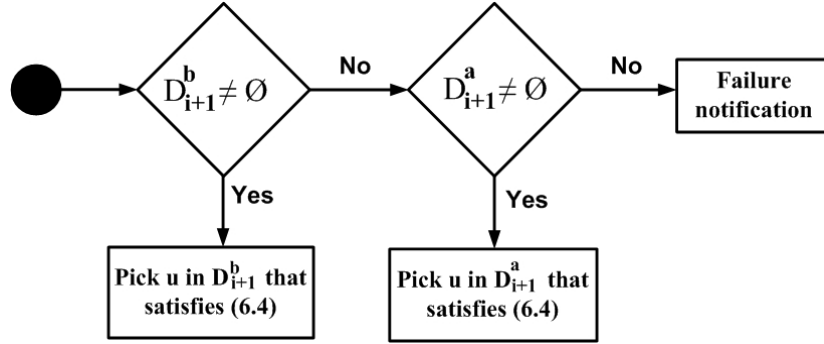 D^b_{i+1} ≠ Ø
No
D^a_{i+1} ≠ Ø
No
Failure
notification
Yes
Yes
Pick u in D^b_{i+1} that
satisfies (6.4)
Pick u in D^a_{i+1} that
satisfies (6.4)